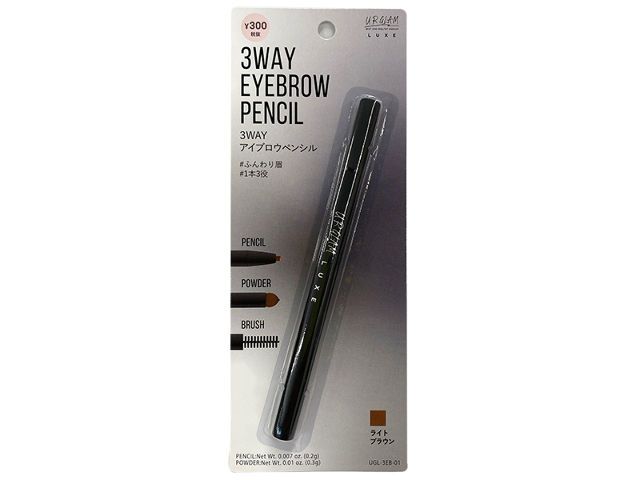 ¥300
税抜
URGLAM
LUXE
3WAY
EYEBROW
PENCIL
3WAY
アイブロウペンシル
#ふんわり眉
#1本3役
PENCIL
POWDER
BRUSH
URGLAM LUXE
ライト
ブラウン
PENCIL:Net Wt. 0.007 oz. (0.2g)
POWDER:Net Wt. 0.01 oz. (0.3g)
UGL-3EB-01